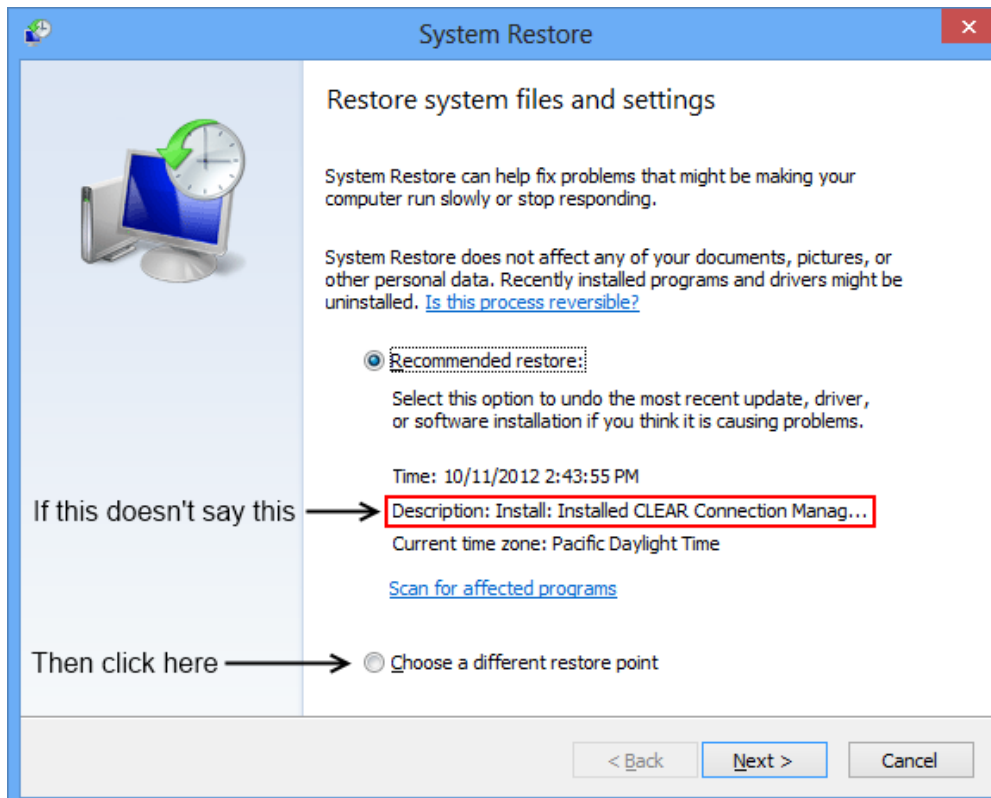 System Restore
Restore system files and settings
System Restore can help fix problems that might be making your
computer run slowly or stop responding.
System Restore does not affect any of your documents, pictures, or
other personal data. Recently installed programs and drivers might be
uninstalled. Is this process reversible?
Recommended restore:
Select this option to undo the most recent update, driver,
or software installation if you think it is causing problems.
Time: 10/11/2012 2:43:55 PM
If this doesn't say this
Description: Install: Installed CLEAR Connection Manag...
Current time zone: Pacific Daylight Time
Scan for affected programs
Then click here
Choose a different restore point
< Back
Next >
Cancel